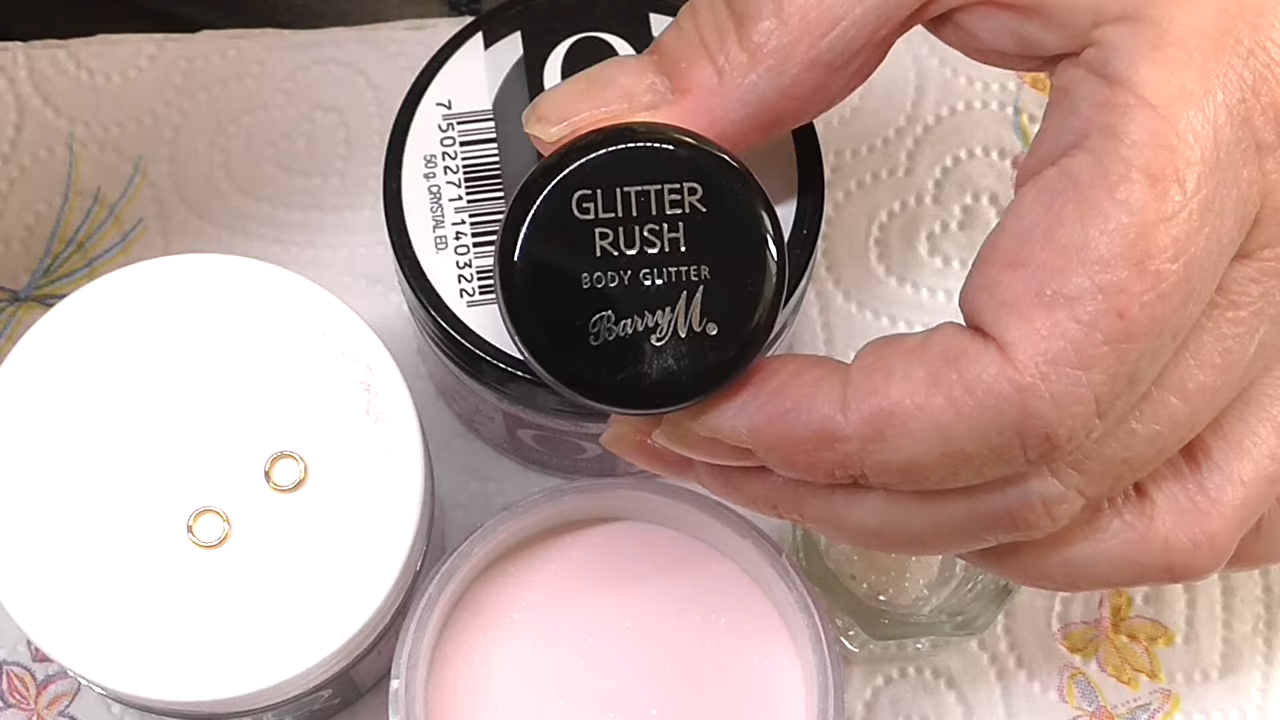 GLITTER
RUSH
BODY GLITTER
Barry M.
7 502271 140322
50 g. CRYSTAL ED.